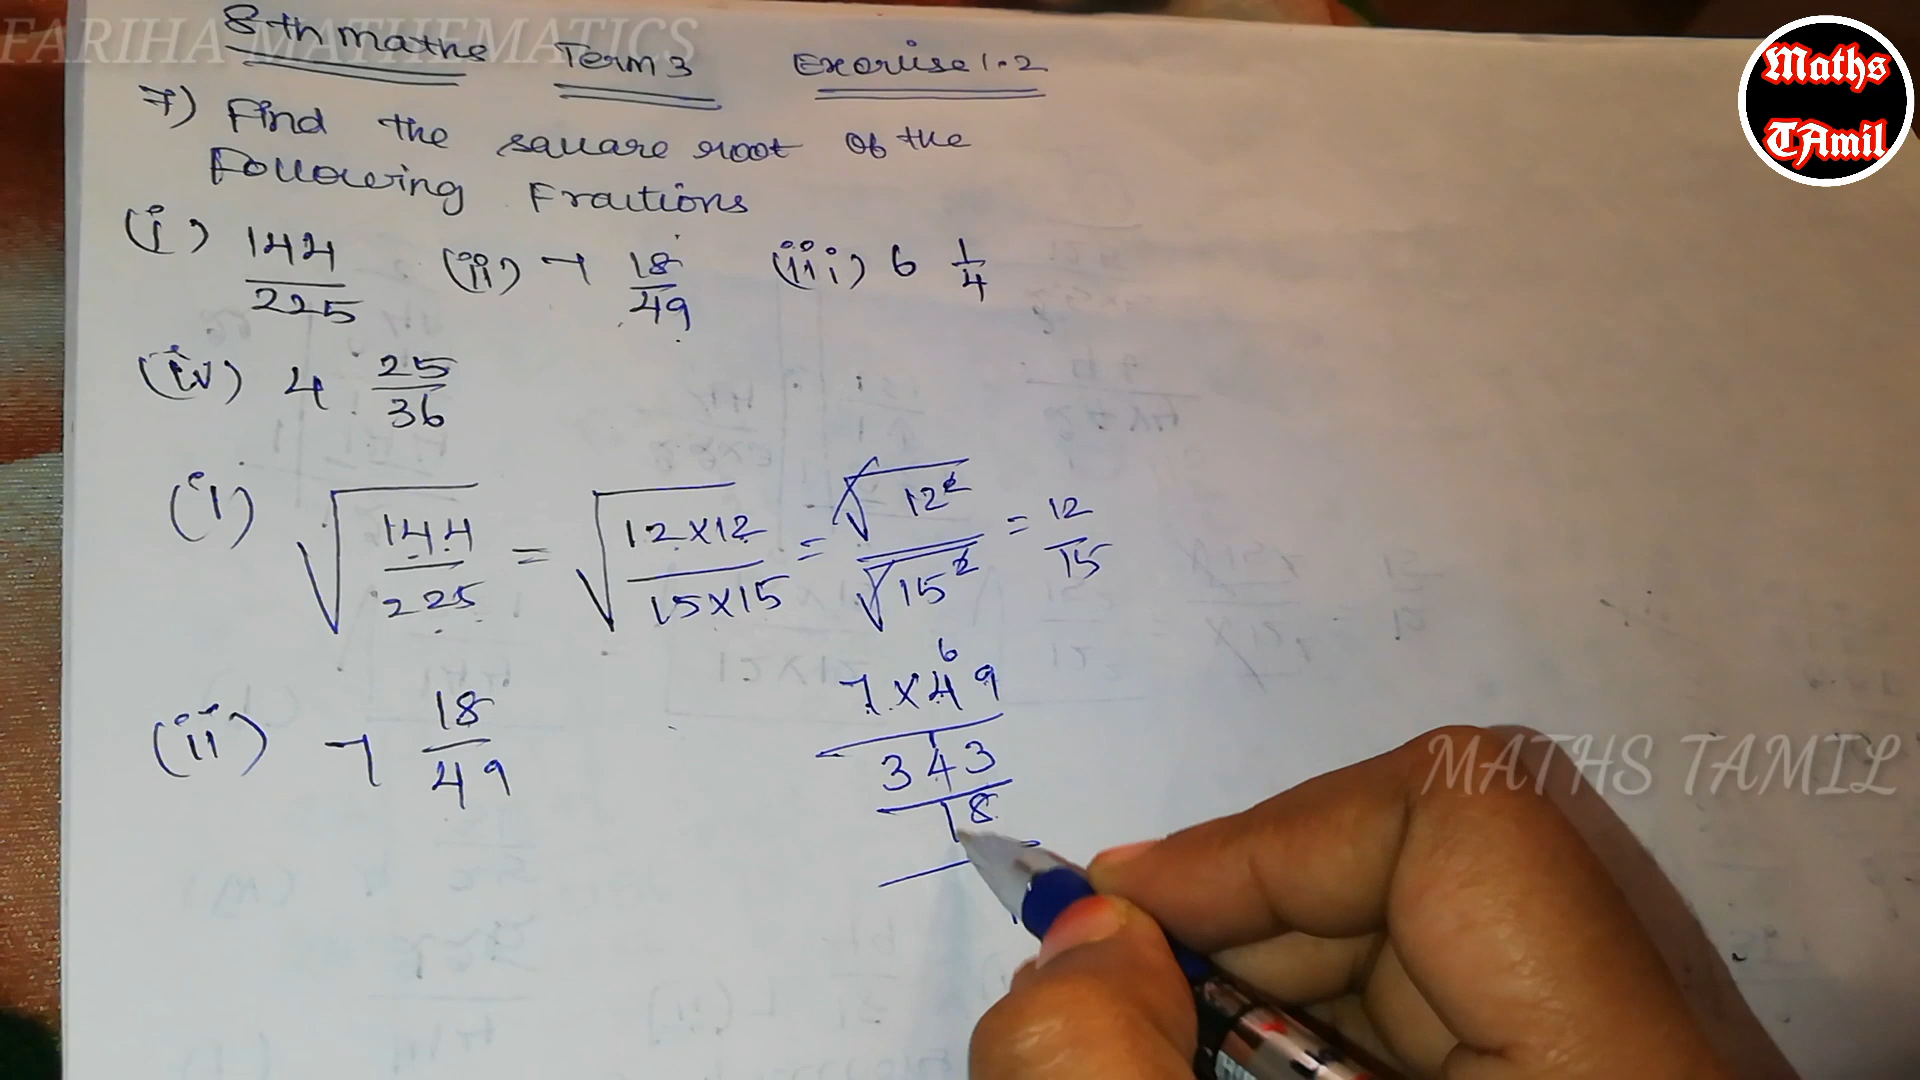 FARIHA MATHEMATICS
8th maths Term 3 Exercise 1.2
Maths
TAmil
7) Find the square root of the
Following Fractions
(i) 144/225 (ii) 7 18/49 (iii) 6 1/4
(iv) 4 25/36
(i) √(144/225) = √(12×12/15×15) = √12²/√15² = 12/15
(ii) 7 18/49
6
7×49
343
18
MATHS TAMIL